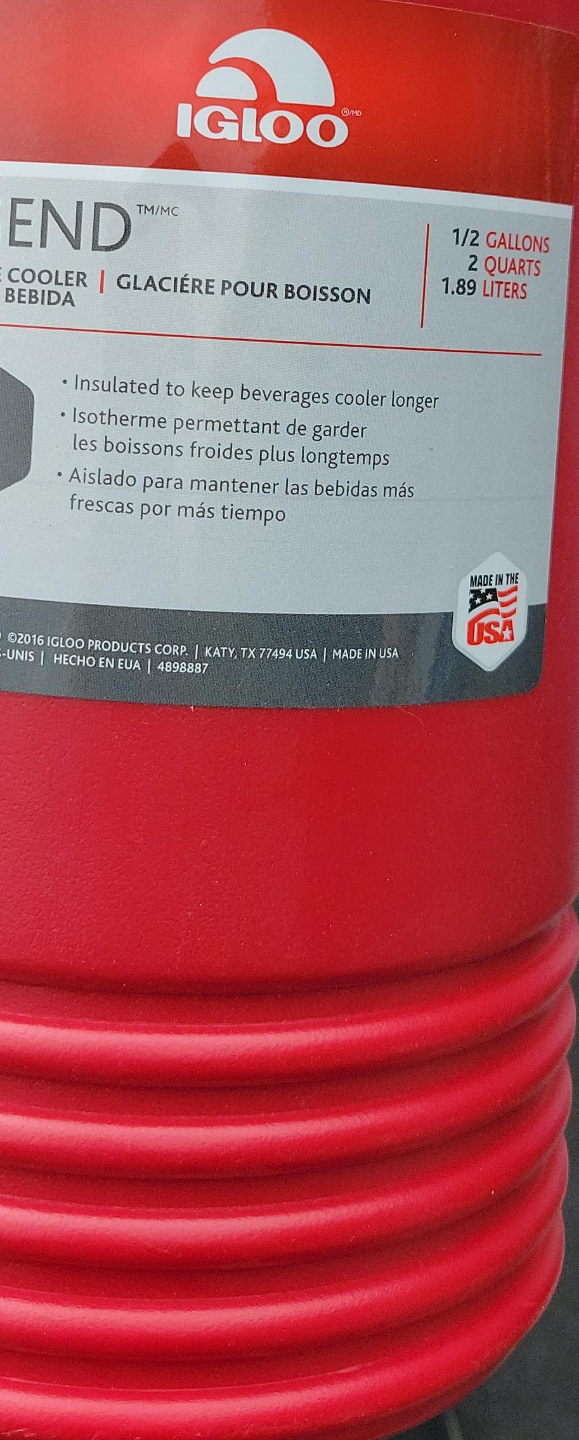 IGLOO ®/MD
END TM/MC
COOLER | GLACIÉRE POUR BOISSON
BEBIDA
1/2 GALLONS
2 QUARTS
1.89 LITERS
• Insulated to keep beverages cooler longer
• Isotherme permettant de garder
les boissons froides plus longtemps
• Aislado para mantener las bebidas más
frescas por más tiempo
MADE IN THE
USA
©2016 IGLOO PRODUCTS CORP. | KATY, TX 77494 USA | MADE IN USA
-UNIS | HECHO EN EUA | 4898887